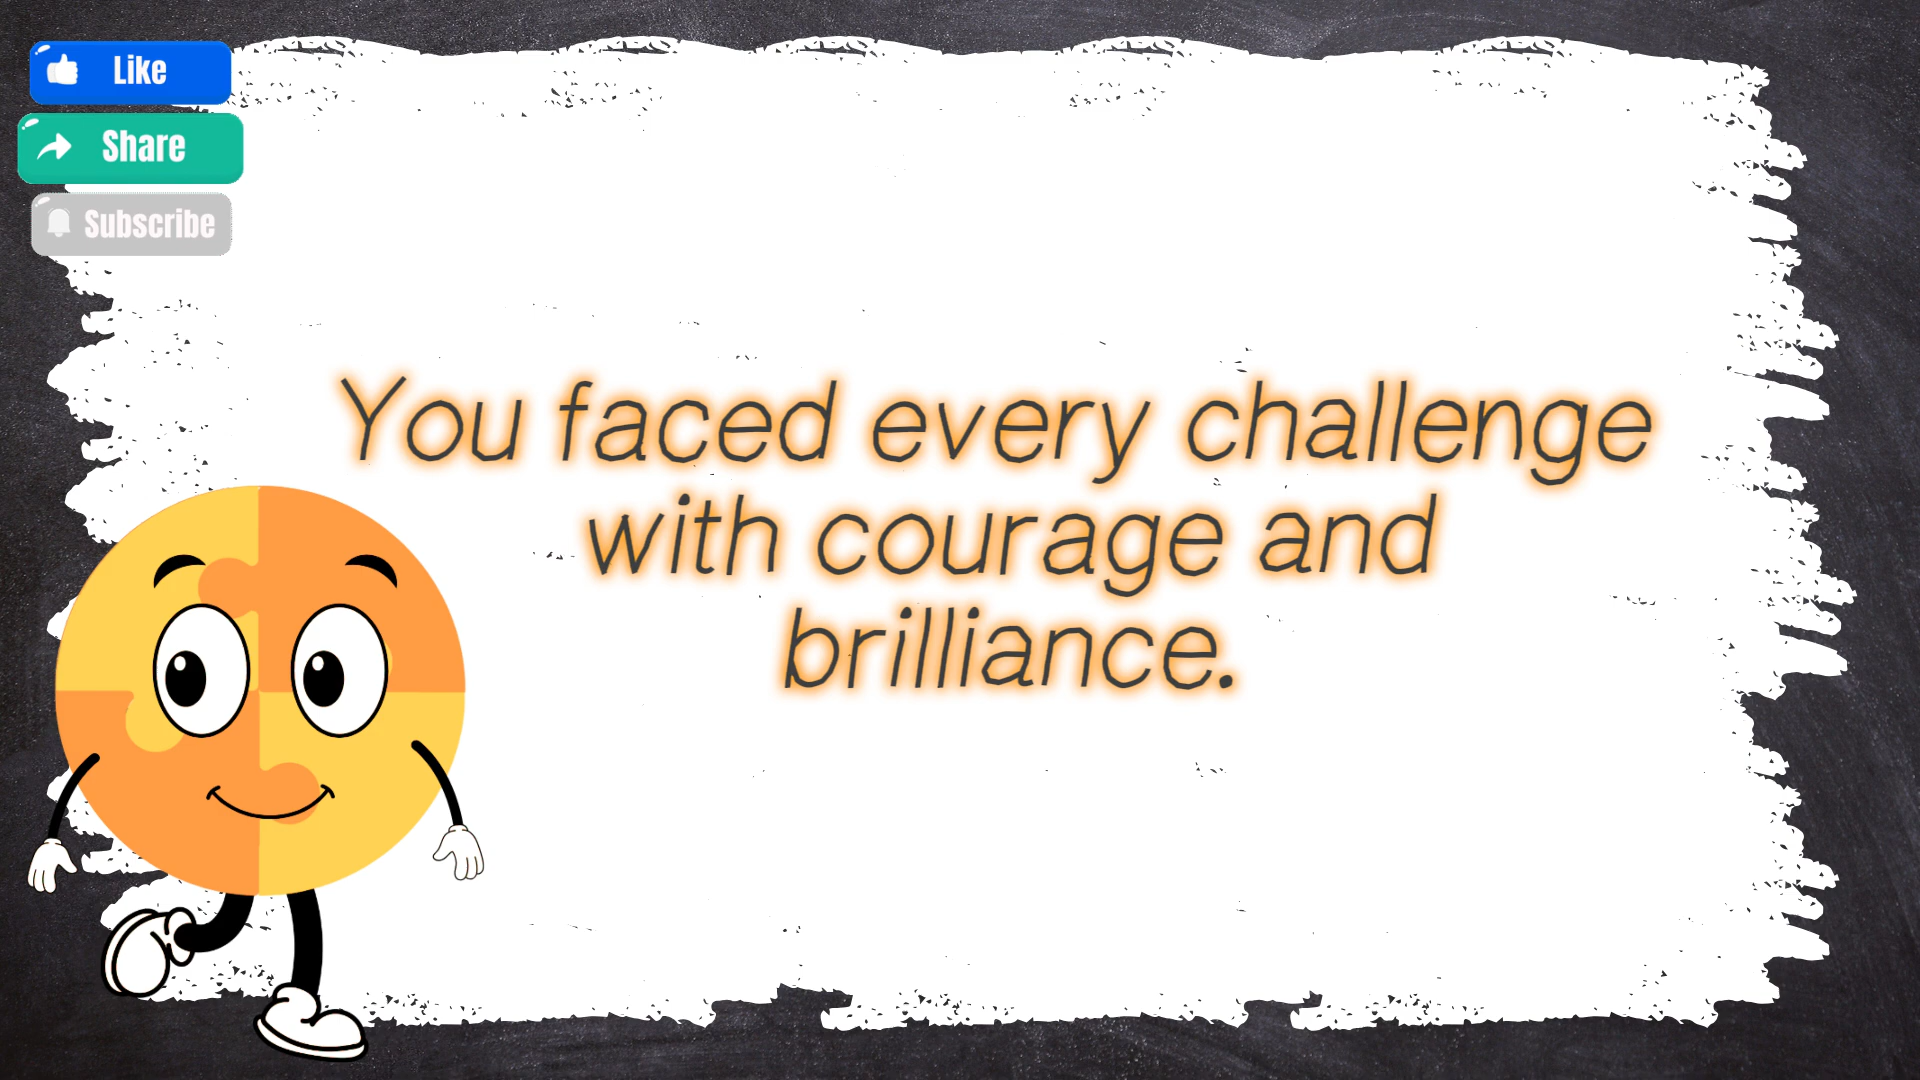 Like
Share
Subscribe
You faced every challenge
with courage and
brilliance.